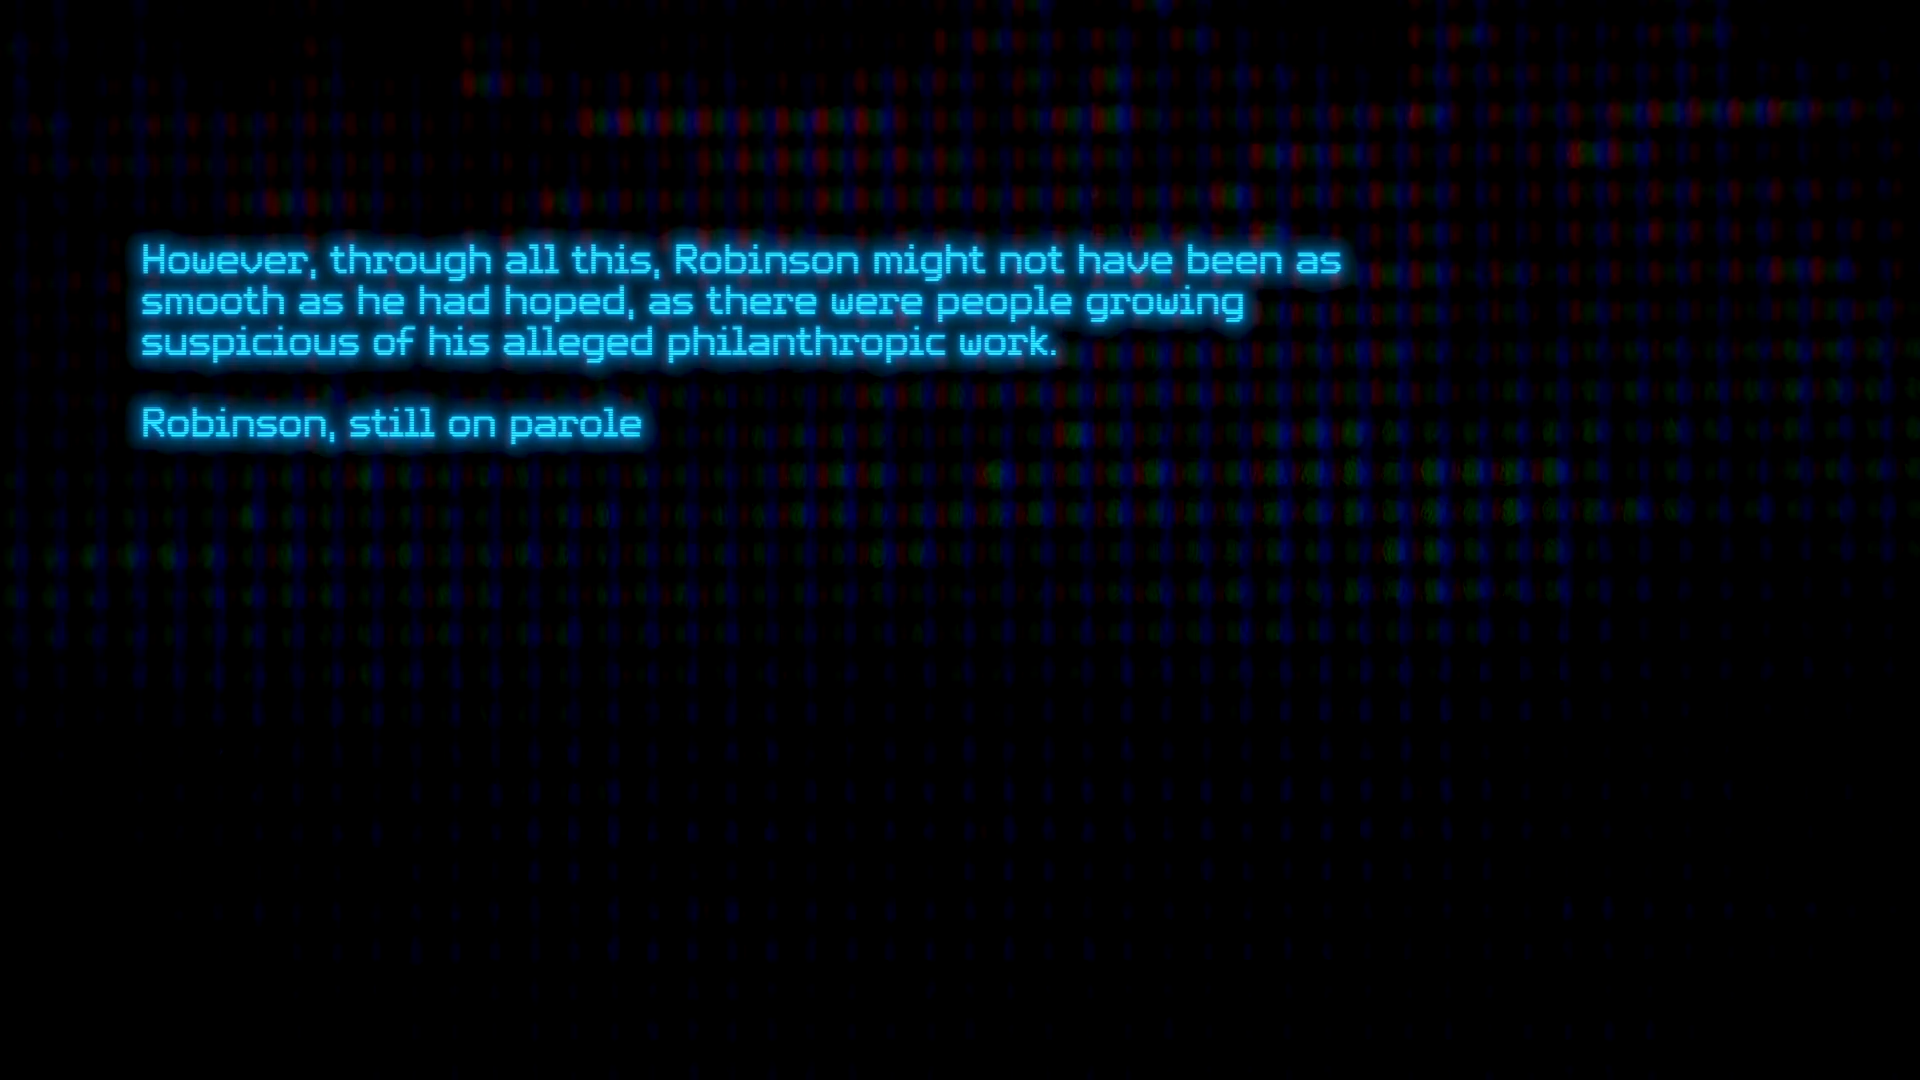 However, through all this, Robinson might not have been as
smooth as he had hoped, as there were people growing
suspicious of his alleged philanthropic work.
Robinson, still on parole